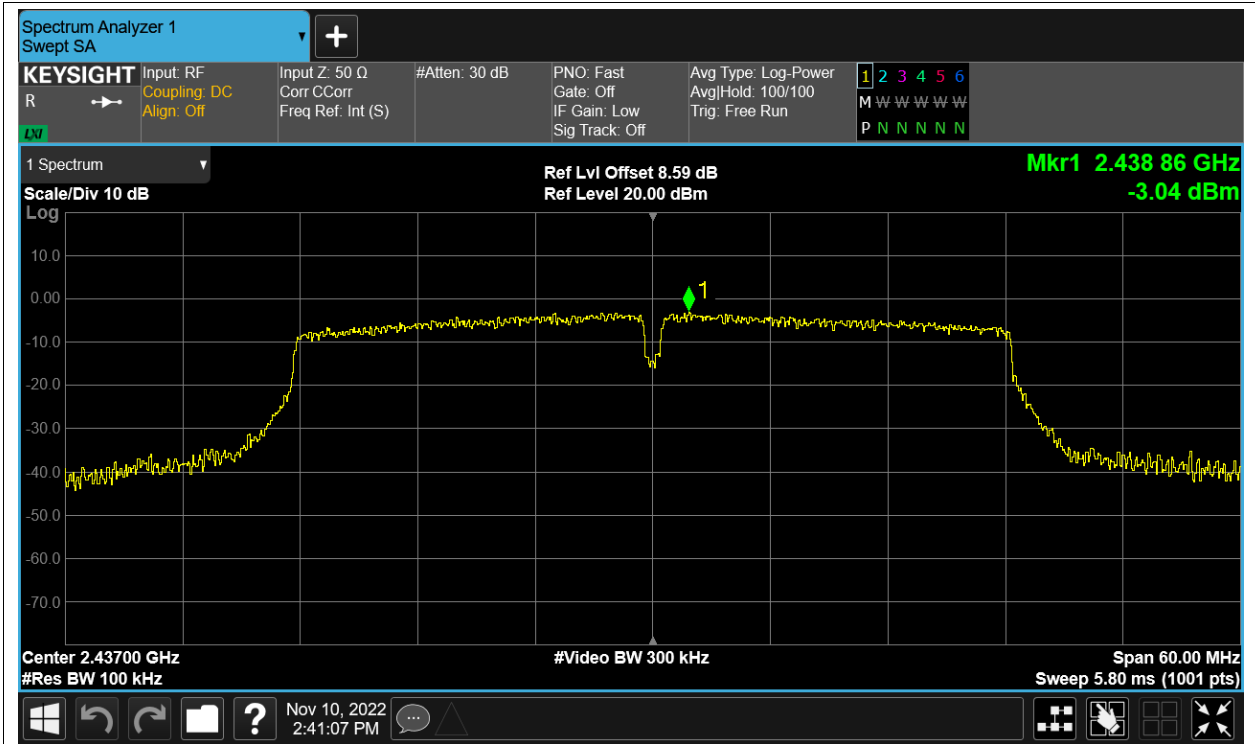 Spectrum Analyzer 1
Swept SA
KEYSIGHT
R
LXI
Input: RF
Coupling: DC
Align: Off
Input Z: 50 Ω
Corr CCorr
Freq Ref: Int (S)
#Atten: 30 dB
PNO: Fast
Gate: Off
IF Gain: Low
Sig Track: Off
Avg Type: Log-Power
Avg|Hold: 100/100
Trig: Free Run
1 2 3 4 5 6
M W W W W W
P N N N N N
1 Spectrum
Scale/Div 10 dB
Log
Ref Lvl Offset 8.59 dB
Ref Level 20.00 dBm
Mkr1 2.438 86 GHz
-3.04 dBm
10.0
0.00
-10.0
-20.0
-30.0
-40.0
-50.0
-60.0
-70.0
1
Center 2.43700 GHz
#Res BW 100 kHz
#Video BW 300 kHz
Span 60.00 MHz
Sweep 5.80 ms (1001 pts)
?
Nov 10, 2022
2:41:07 PM